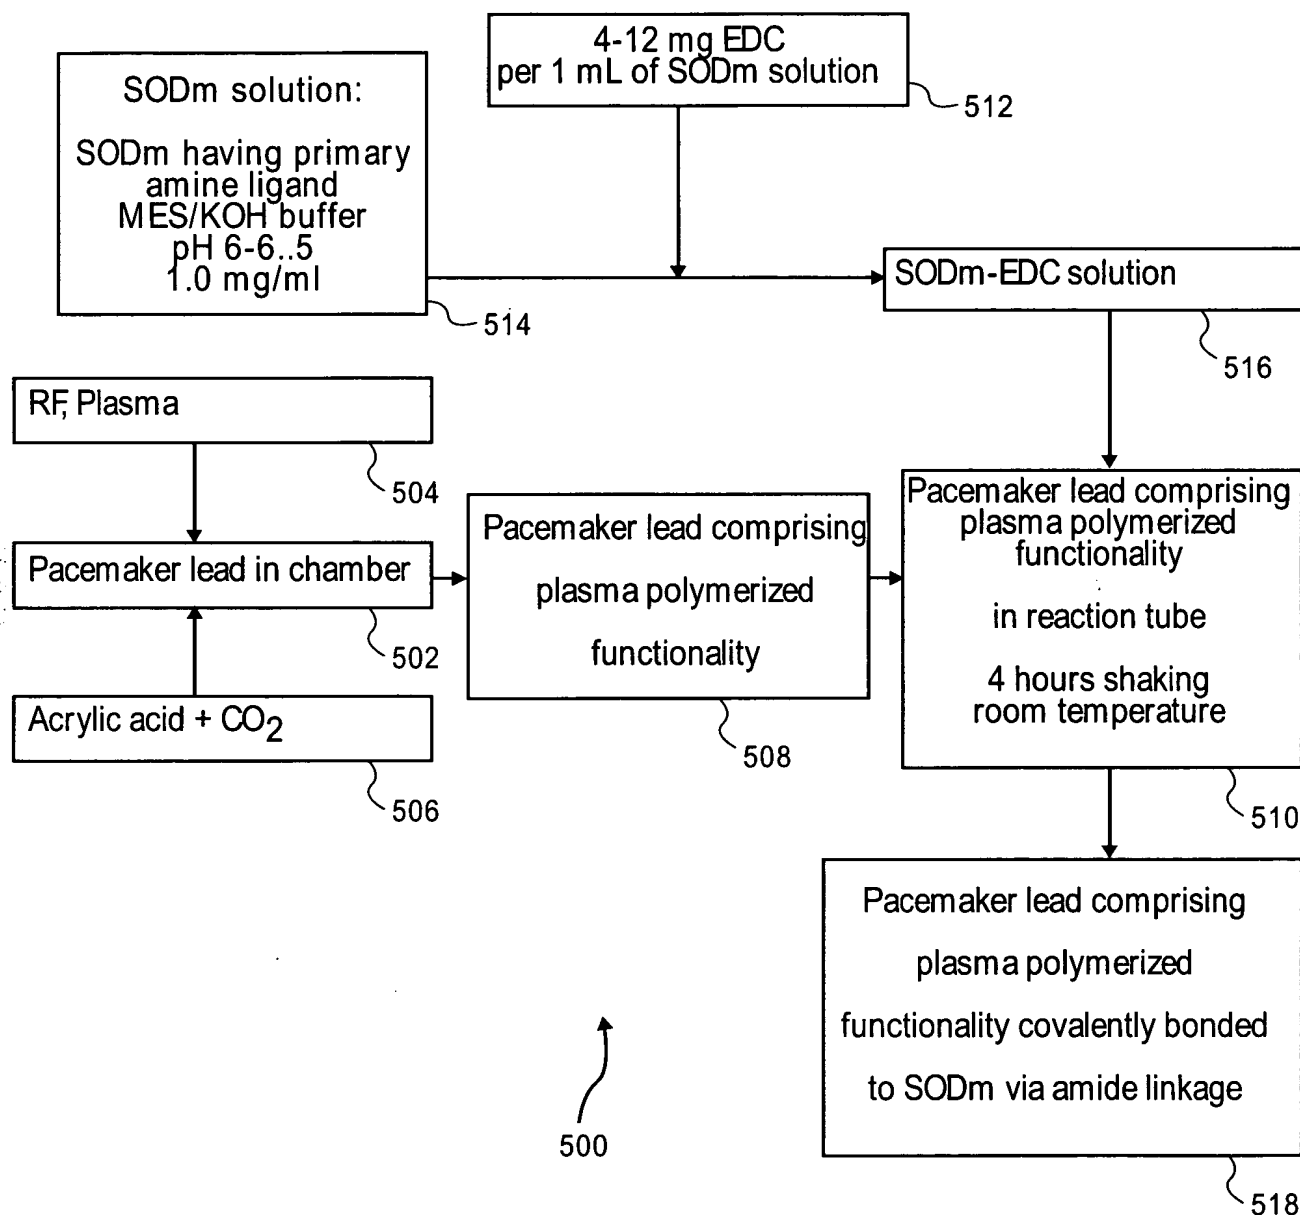 4-12 mg EDC
per 1 mL of SODm solution
512
SODm solution:
SODm having primary
amine ligand
MES/KOH buffer
pH 6-6..5
1.0 mg/ml
514
SODm-EDC solution
516
RF, Plasma
504
Pacemaker lead in chamber
502
Acrylic acid + CO2
506
Pacemaker lead comprising
plasma polymerized
functionality
508
Pacemaker lead comprising
plasma polymerized
functionality
in reaction tube
4 hours shaking
room temperature
510
Pacemaker lead comprising
plasma polymerized
functionality covalently bonded
to SODm via amide linkage
518
500